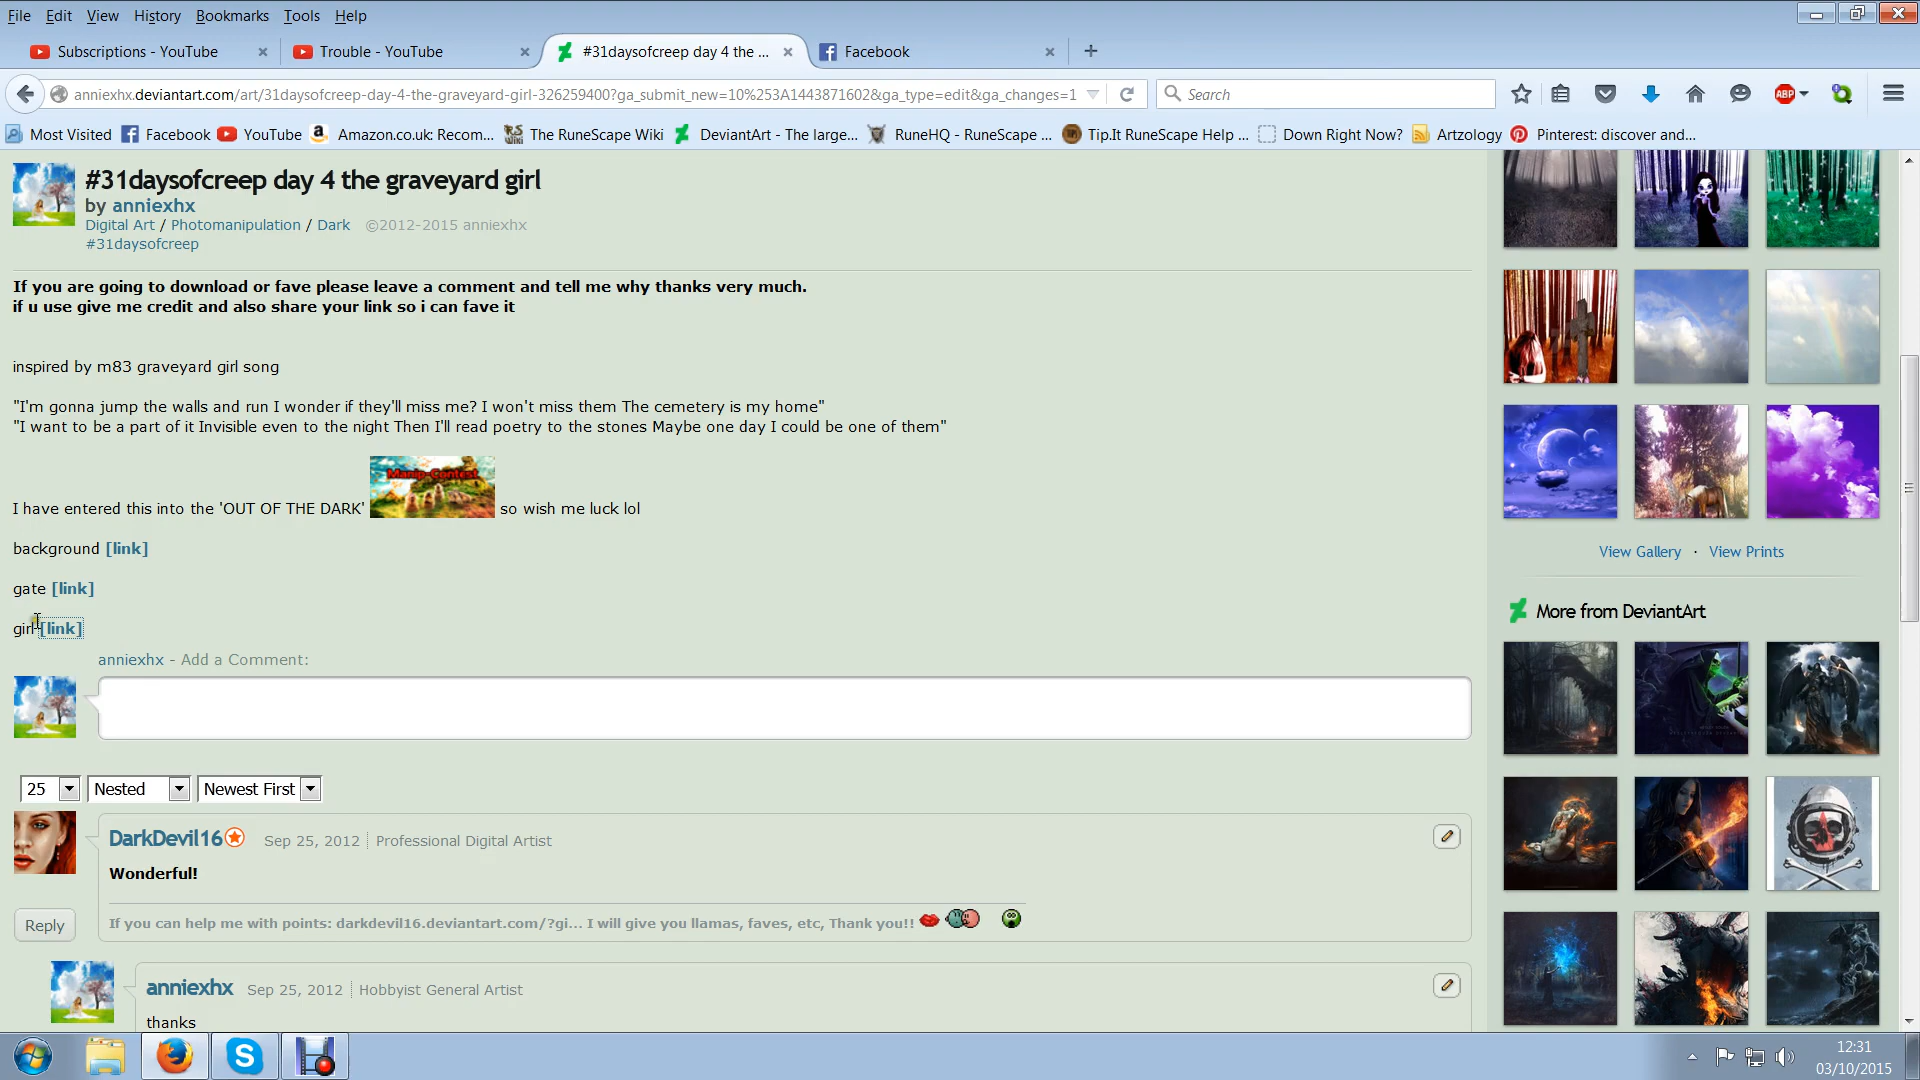 File Edit View History Bookmarks Tools Help
Subscriptions - YouTube
Trouble - YouTube
#31daysofcreep day 4 the ...
Facebook
anniexhx.deviantart.com/art/31daysofcreep-day-4-the-graveyard-girl-326259400?ga_submit_new=10%253A1443871602&ga_type=edit&ga_changes=1
Search
ABP
Most Visited Facebook YouTube Amazon.co.uk: Recom... The RuneScape Wiki DeviantArt - The large... RuneHQ - RuneScape ... Tip.It RuneScape Help ... Down Right Now? Artzology Pinterest: discover and...
#31daysofcreep day 4 the graveyard girl
by anniexhx
Digital Art / Photomanipulation / Dark ©2012-2015 anniexhx
#31daysofcreep
If you are going to download or fave please leave a comment and tell me why thanks very much.
if u use give me credit and also share your link so i can fave it
inspired by m83 graveyard girl song
"I'm gonna jump the walls and run I wonder if they'll miss me? I won't miss them The cemetery is my home"
"I want to be a part of it Invisible even to the night Then I'll read poetry to the stones Maybe one day I could be one of them"
Manip-Contest
I have entered this into the 'OUT OF THE DARK' so wish me luck lol
background [link]
gate [link]
girl [link]
anniexhx - Add a Comment:
25 Nested Newest First
DarkDevil16 Sep 25, 2012 Professional Digital Artist
Wonderful!
If you can help me with points: darkdevil16.deviantart.com/?gi... I will give you llamas, faves, etc, Thank you!!
Reply
anniexhx Sep 25, 2012 Hobbyist General Artist
thanks
View Gallery · View Prints
More from DeviantArt
12:31
03/10/2015